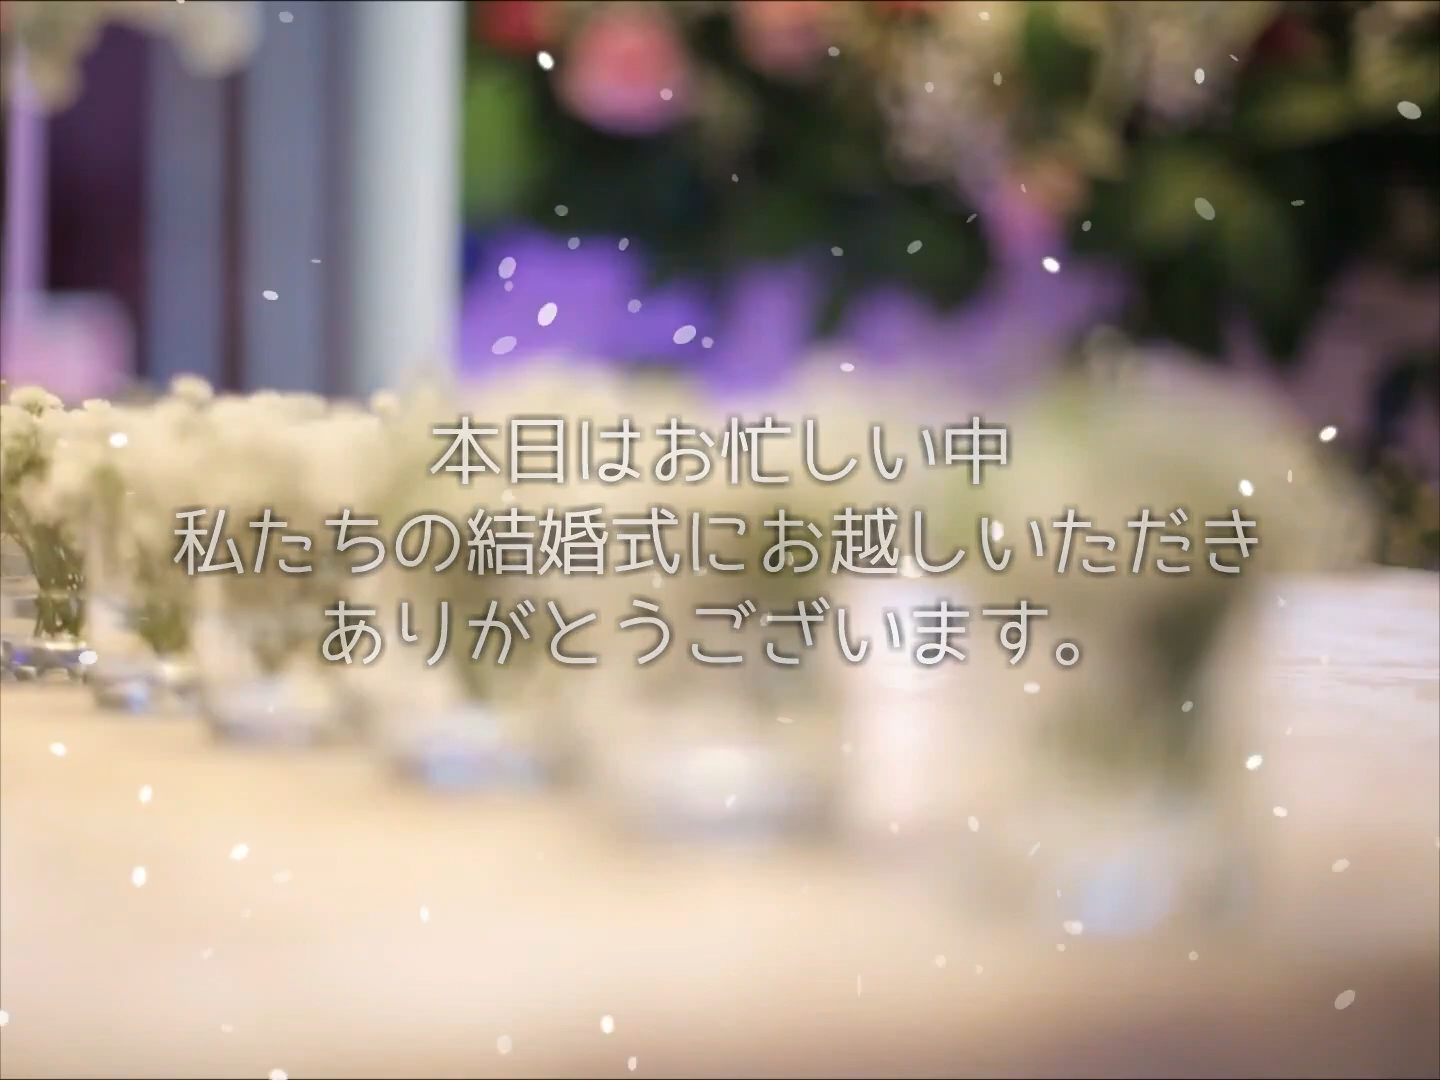 本日はお忙しい中
私たちの結婚式にお越しいただき
ありがとうございます。